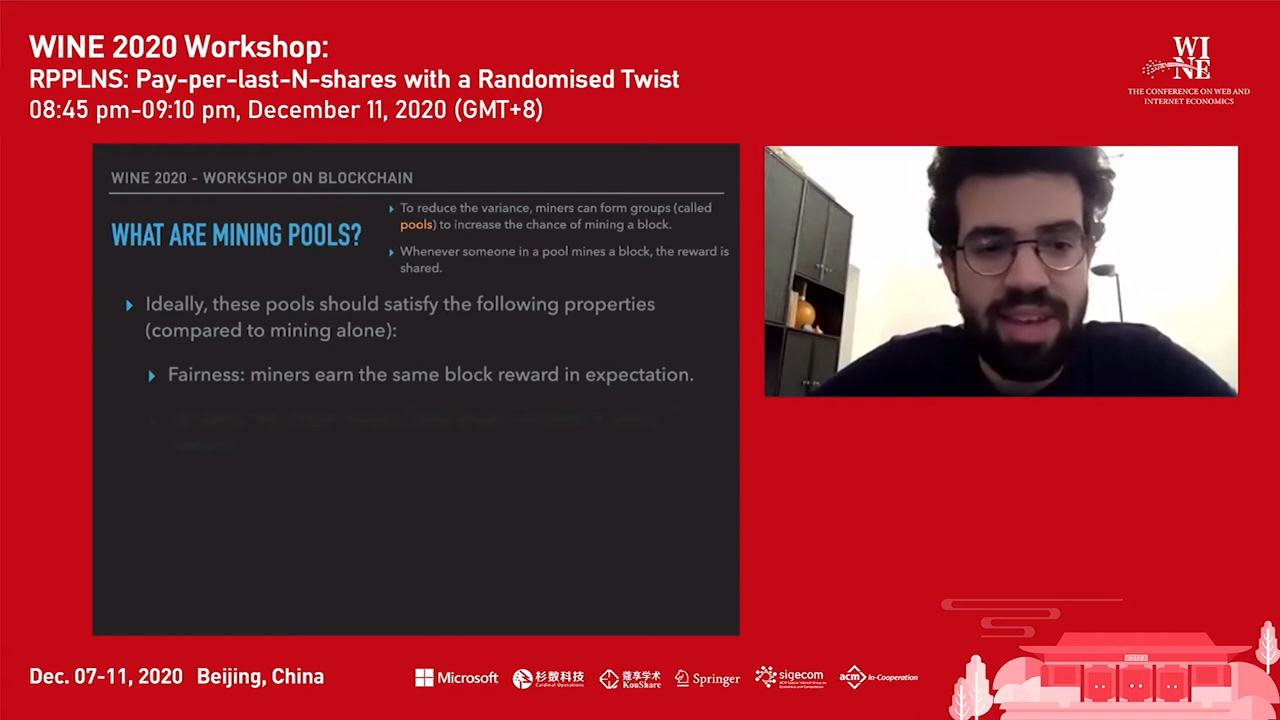 WINE 2020 Workshop:
RPPLNS: Pay-per-last-N-shares with a Randomised Twist
08:45 pm-09:10 pm, December 11, 2020 (GMT+8)
WI
NE
THE CONFERENCE ON WEB AND
INTERNET ECONOMICS
WINE 2020 - WORKSHOP ON BLOCKCHAIN
WHAT ARE MINING POOLS?
To reduce the variance, miners can form groups (called
pools) to increase the chance of mining a block.
Whenever someone in a pool mines a block, the reward is
shared.
Ideally, these pools should satisfy the following properties
(compared to mining alone):
Fairness: miners earn the same block reward in expectation.
Dec. 07-11, 2020 Beijing, China
Microsoft
杉数科技
Cardinal Operations
蔻享学术
KouShare
Springer
sigecom
acm In-Cooperation